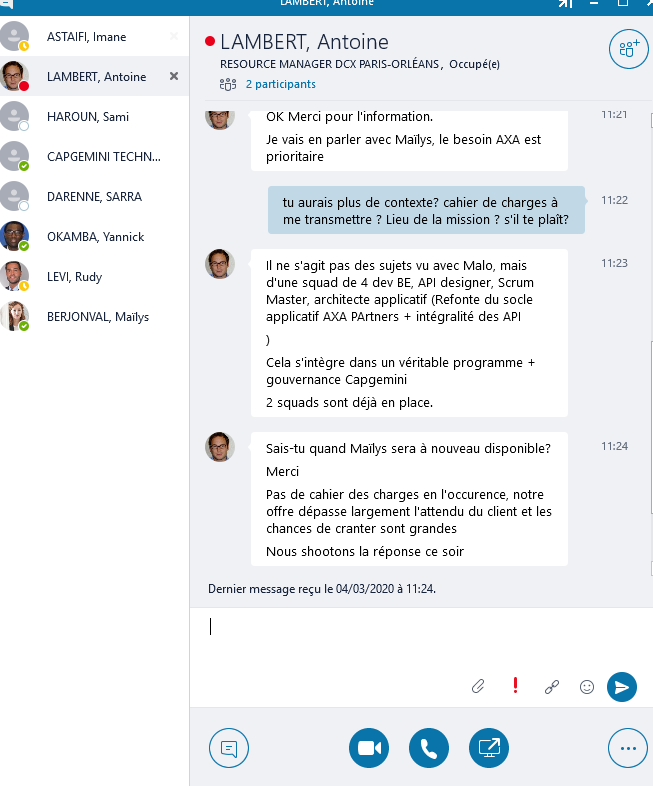 LAMBERT, Antoine
ASTAIFI, Imane
LAMBERT, Antoine
HAROUN, Sami
CAPGEMINI TECHN...
DARENNE, SARRA
OKAMBA, Yannick
LEVI, Rudy
BERJONVAL, Maïlys
LAMBERT, Antoine
RESOURCE MANAGER DCX PARIS-ORLÉANS, Occupé(e)
2 participants
OK Merci pour l'information.
11:21
Je vais en parler avec Maïlys, le besoin AXA est
prioritaire
tu aurais plus de contexte? cahier de charges à
11:22
me transmettre ? Lieu de la mission ? s'il te plaît?
Il ne s'agit pas des sujets vu avec Malo, mais
11:23
d'une squad de 4 dev BE, API designer, Scrum
Master, architecte applicatif (Refonte du socle
applicatif AXA PArtners + intégralité des API
)
Cela s'intègre dans un véritable programme +
gouvernance Capgemini
2 squads sont déjà en place.
Sais-tu quand Maïlys sera à nouveau disponible?
11:24
Merci
Pas de cahier des charges en l'occurence, notre
offre dépasse largement l'attendu du client et les
chances de cranter sont grandes
Nous shootons la réponse ce soir
Dernier message reçu le 04/03/2020 à 11:24.